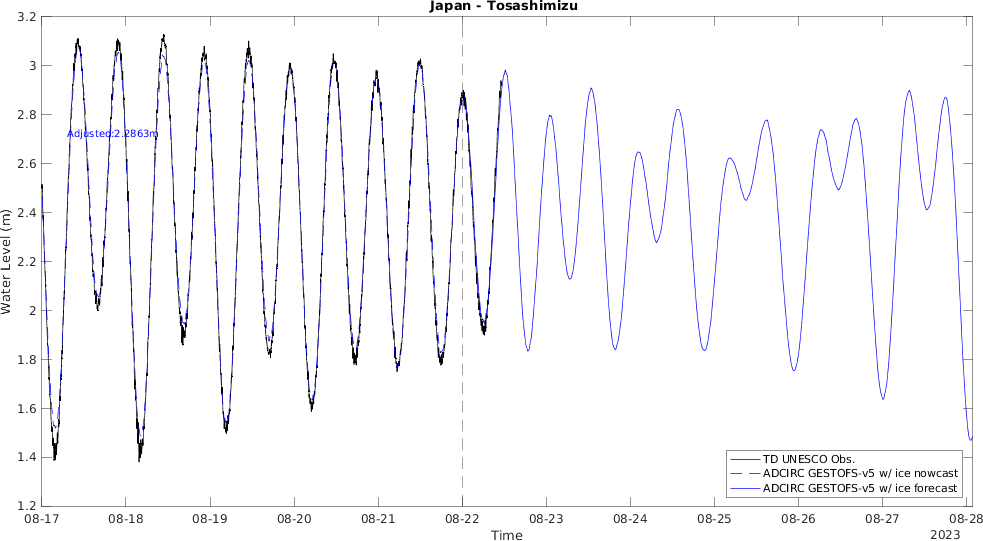 Japan - Tosashimizu
3.2
3
2.8
2.6
2.4
2.2
2
1.8
1.6
1.4
1.2
Water Level (m)
Adjusted:2.2863m
TD UNESCO Obs.
ADCIRC GESTOFS-v5 w/ ice nowcast
ADCIRC GESTOFS-v5 w/ ice forecast
08-17 08-18 08-19 08-20 08-21 08-22 08-23 08-24 08-25 08-26 08-27 08-28
Time
2023